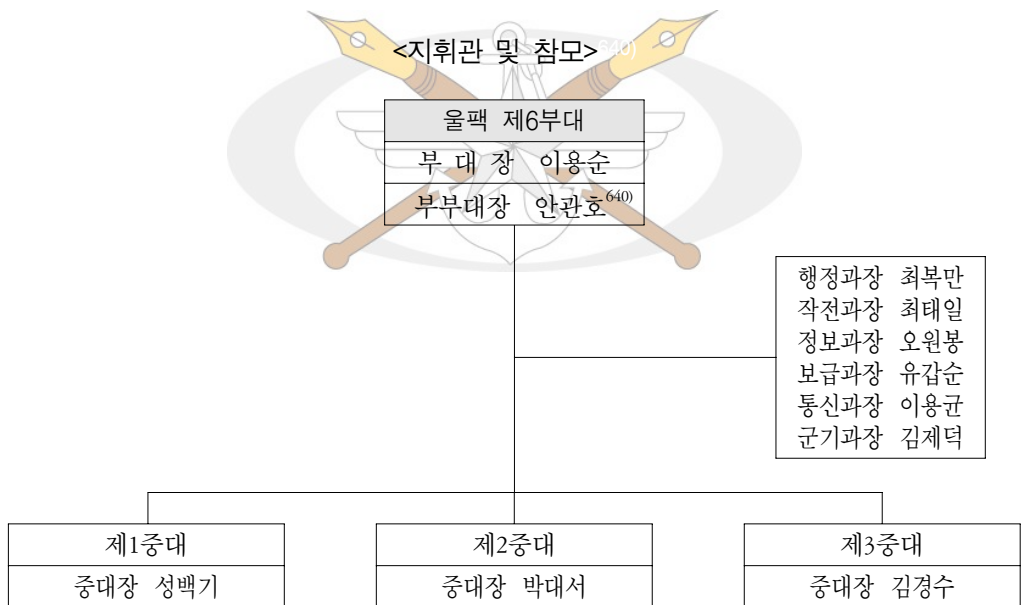 <지휘관 및 참모>640)
울팩 제6부대
부 대 장 이용순
부부대장 안관호640)
행정과장 최복만
작전과장 최태일
정보과장 오원봉
보급과장 유갑순
통신과장 이용균
군기과장 김제덕
제1중대
중대장 성백기
제2중대
중대장 박대서
제3중대
중대장 김경수